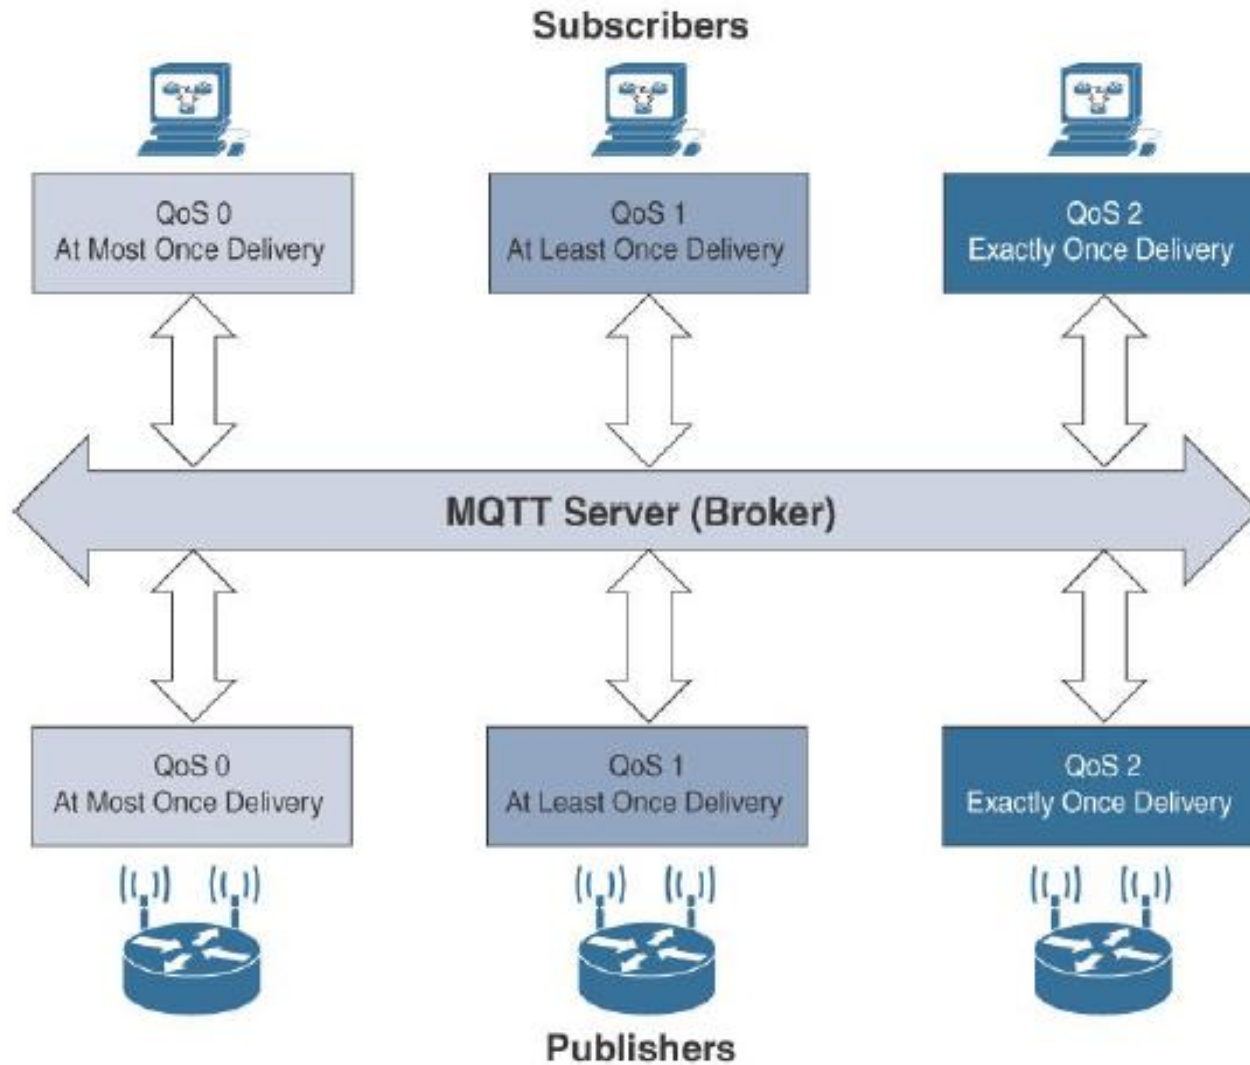 Subscribers
QoS 0
At Most Once Delivery
QoS 1
At Least Once Delivery
QoS 2
Exactly Once Delivery
MQTT Server (Broker)
QoS 0
At Most Once Delivery
QoS 1
At Least Once Delivery
QoS 2
Exactly Once Delivery
Publishers